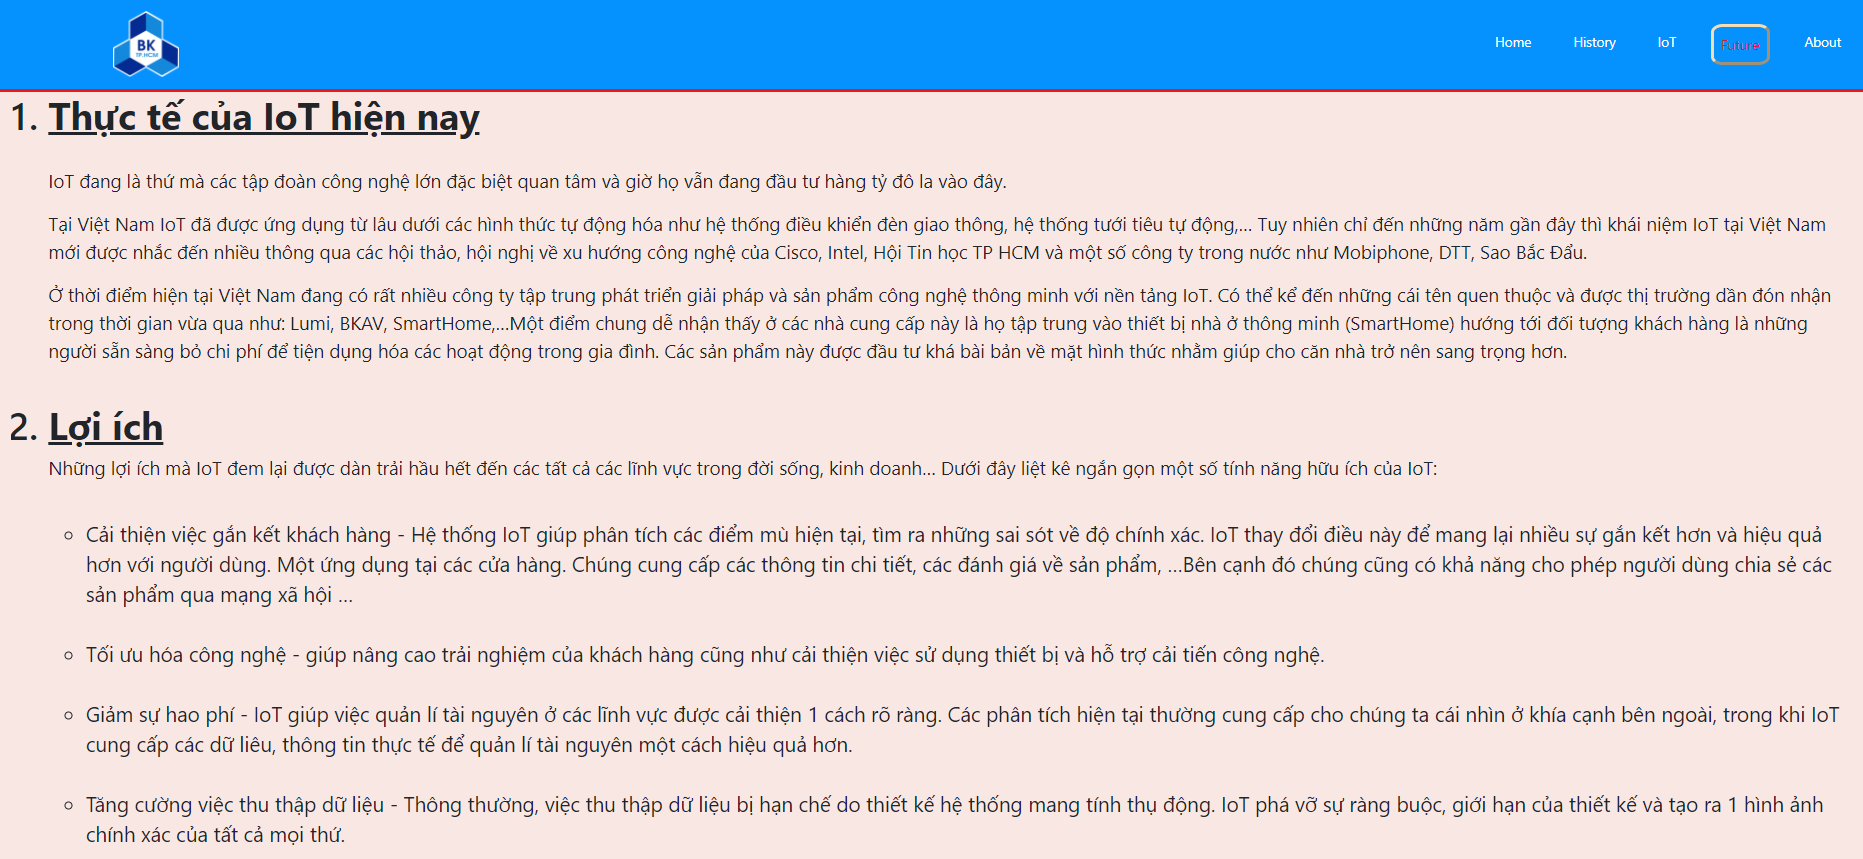 BK
TP.HCM
Home
History
IoT
Future
About
1. Thực tế của IoT hiện nay
IoT đang là thứ mà các tập đoàn công nghệ lớn đặc biệt quan tâm và giờ họ vẫn đang đầu tư hàng tỷ đô la vào đây.
Tại Việt Nam IoT đã được ứng dụng từ lâu dưới các hình thức tự động hóa như hệ thống điều khiển đèn giao thông, hệ thống tưới tiêu tự động,... Tuy nhiên chỉ đến những năm gần đây thì khái niệm IoT tại Việt Nam
mới được nhắc đến nhiều thông qua các hội thảo, hội nghị về xu hướng công nghệ của Cisco, Intel, Hội Tin học TP HCM và một số công ty trong nước như Mobiphone, DTT, Sao Bắc Đẩu.
Ở thời điểm hiện tại Việt Nam đang có rất nhiều công ty tập trung phát triển giải pháp và sản phẩm công nghệ thông minh với nền tảng IoT. Có thể kể đến những cái tên quen thuộc và được thị trường dần đón nhận
trong thời gian vừa qua như: Lumi, BKAV, SmartHome,...Một điểm chung dễ nhận thấy ở các nhà cung cấp này là họ tập trung vào thiết bị nhà ở thông minh (SmartHome) hướng tới đối tượng khách hàng là những
người sẵn sàng bỏ chi phí để tiện dụng hóa các hoạt động trong gia đình. Các sản phẩm này được đầu tư khá bài bản về mặt hình thức nhằm giúp cho căn nhà trở nên sang trọng hơn.
2. Lợi ích
Những lợi ích mà IoT đem lại được dàn trải hầu hết đến các tất cả các lĩnh vực trong đời sống, kinh doanh... Dưới đây liệt kê ngắn gọn một số tính năng hữu ích của IoT:
Cải thiện việc gắn kết khách hàng - Hệ thống IoT giúp phân tích các điểm mù hiện tại, tìm ra những sai sót về độ chính xác. IoT thay đổi điều này để mang lại nhiều sự gắn kết hơn và hiệu quả
hơn với người dùng. Một ứng dụng tại các cửa hàng. Chúng cung cấp các thông tin chi tiết, các đánh giá về sản phẩm, ...Bên cạnh đó chúng cũng có khả năng cho phép người dùng chia sẻ các
sản phẩm qua mạng xã hội ...
Tối ưu hóa công nghệ - giúp nâng cao trải nghiệm của khách hàng cũng như cải thiện việc sử dụng thiết bị và hỗ trợ cải tiến công nghệ.
Giảm sự hao phí - IoT giúp việc quản lí tài nguyên ở các lĩnh vực được cải thiện 1 cách rõ ràng. Các phân tích hiện tại thường cung cấp cho chúng ta cái nhìn ở khía cạnh bên ngoài, trong khi IoT
cung cấp các dữ liêu, thông tin thực tế để quản lí tài nguyên một cách hiệu quả hơn.
Tăng cường việc thu thập dữ liệu - Thông thường, việc thu thập dữ liệu bị hạn chế do thiết kế hệ thống mang tính thụ động. IoT phá vỡ sự ràng buộc, giới hạn của thiết kế và tạo ra 1 hình ảnh
chính xác của tất cả mọi thứ.